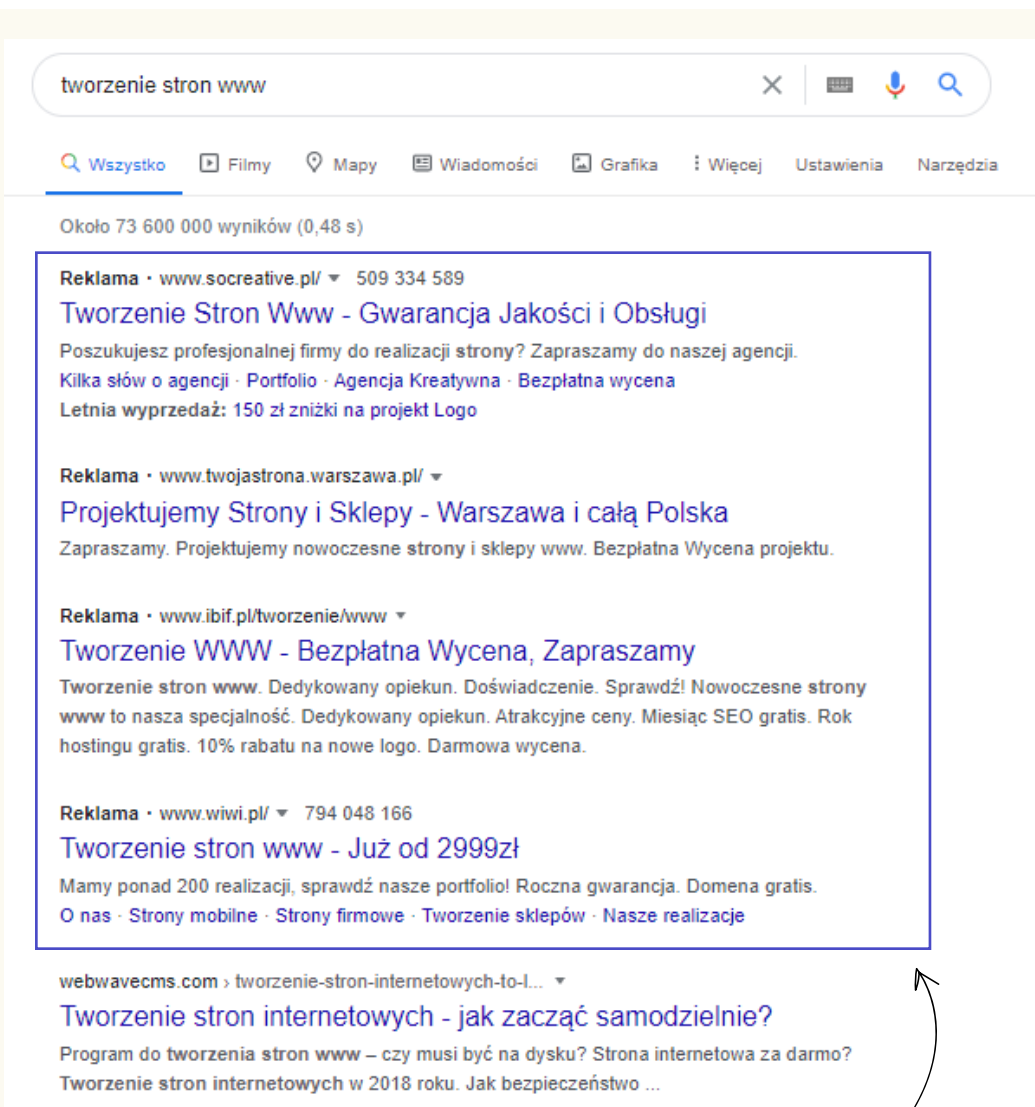 tworzenie stron www
Wszystko Filmy Mapy Wiadomości Grafika Więcej Ustawienia Narzędzia
Około 73 600 000 wyników (0,48 s)
Reklama · www.socreative.pl/ 509 334 589
Tworzenie Stron Www - Gwarancja Jakości i Obsługi
Poszukujesz profesjonalnej firmy do realizacji strony? Zapraszamy do naszej agencji.
Kilka słów o agencji · Portfolio · Agencja Kreatywna · Bezpłatna wycena
Letnia wyprzedaż: 150 zł zniżki na projekt Logo
Reklama · www.twojastrona.warszawa.pl/
Projektujemy Strony i Sklepy - Warszawa i całą Polska
Zapraszamy. Projektujemy nowoczesne strony i sklepy www. Bezpłatna Wycena projektu.
Reklama · www.ibif.pl/tworzenie/www
Tworzenie WWW - Bezpłatna Wycena, Zapraszamy
Tworzenie stron www. Dedykowany opiekun. Doświadczenie. Sprawdź! Nowoczesne strony
www to nasza specjalność. Dedykowany opiekun. Atrakcyjne ceny. Miesiąc SEO gratis. Rok
hostingu gratis. 10% rabatu na nowe logo. Darmowa wycena.
Reklama · www.wiwi.pl/ 794 048 166
Tworzenie stron www - Już od 2999zł
Mamy ponad 200 realizacji, sprawdź nasze portfolio! Roczna gwarancja. Domena gratis.
O nas · Strony mobilne · Strony firmowe · Tworzenie sklepów · Nasze realizacje
webwavecms.com › tworzenie-stron-internetowych-to-l...
Tworzenie stron internetowych - jak zacząć samodzielnie?
Program do tworzenia stron www – czy musi być na dysku? Strona internetowa za darmo?
Tworzenie stron internetowych w 2018 roku. Jak bezpieczeństwo ...